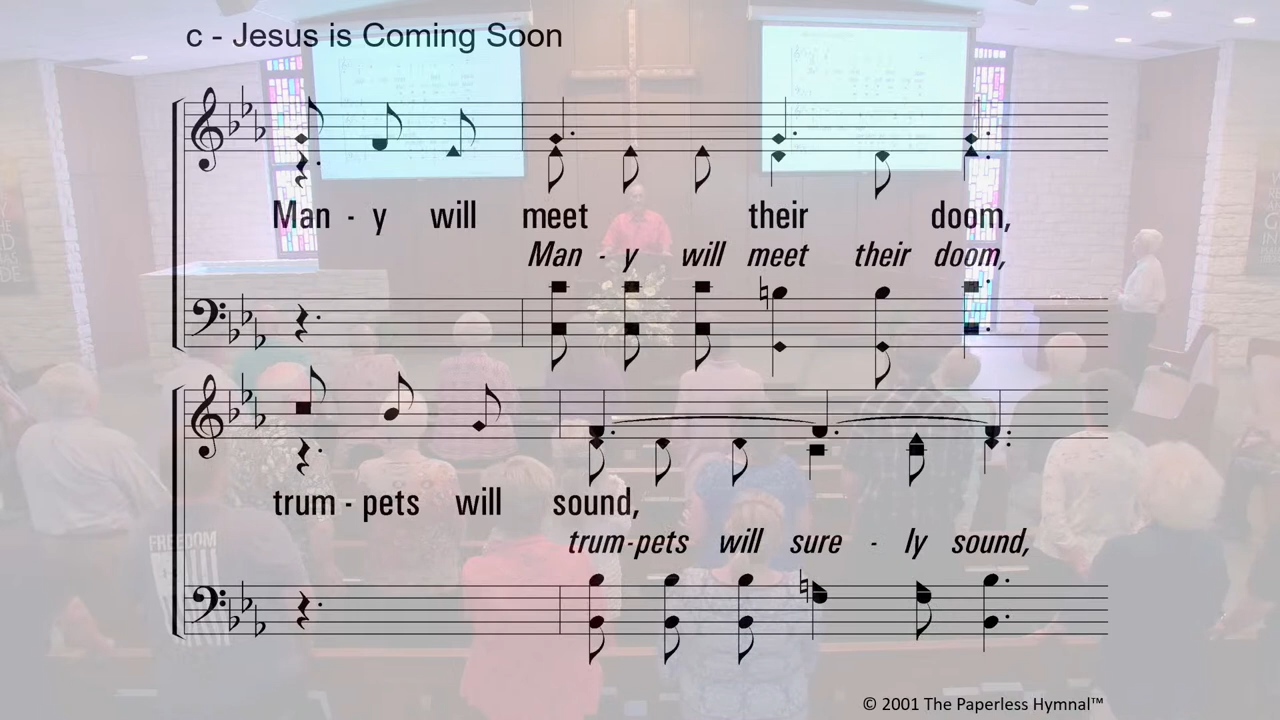 c - Jesus is Coming Soon
Man - y will meet their doom,
Man - y will meet their doom,
trum - pets will sound,
trum-pets will sure - ly sound,
FREEDOM
© 2001 The Paperless Hymnal™